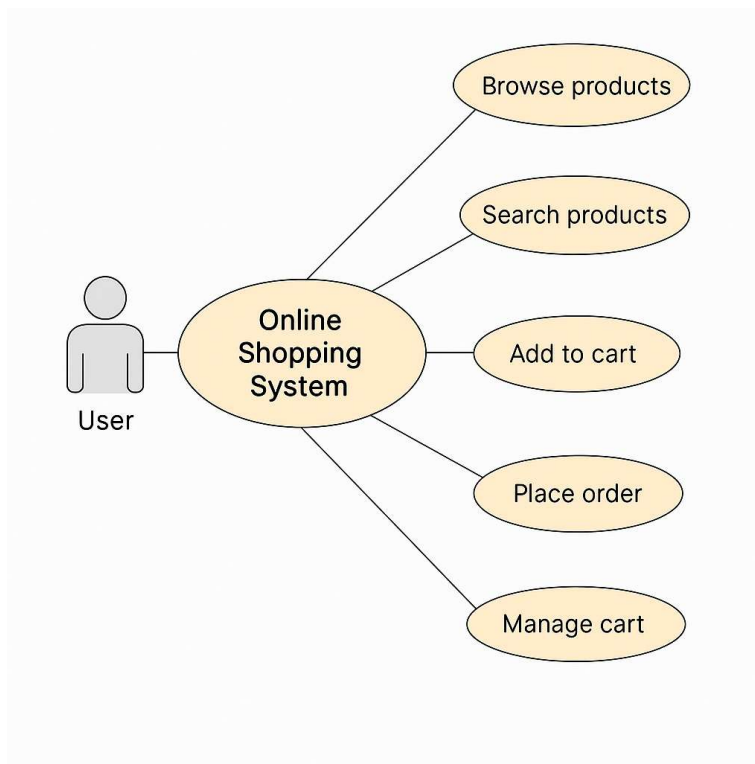 Browse products
Search products
Online
Shopping
System
Add to cart
User
Place order
Manage cart